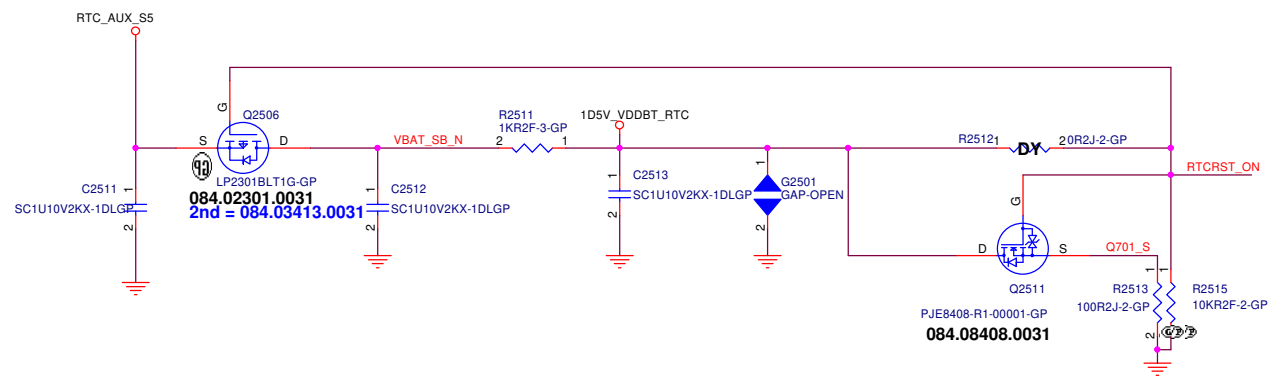 RTC_AUX_S5
G
Q2506
S
D
GP
LP2301BLT1G-GP
084.02301.0031
2nd = 084.03413.0031
C2511
1
SC1U10V2KX-1DLGP
2
VBAT_SB_N
1
C2512
SC1U10V2KX-1DLGP
2
R2511
1KR2F-3-GP
2
1
1D5V_VDDBT_RTC
1
C2513
SC1U10V2KX-1DLGP
2
1
G2501
GAP-OPEN
2
R2512
1
DY
2
0R2J-2-GP
RTCRST_ON
G
D
S
Q701_S
Q2511
PJE8408-R1-00001-GP
084.08408.0031
1
R2513
100R2J-2-GP
2
1
R2515
10KR2F-2-GP